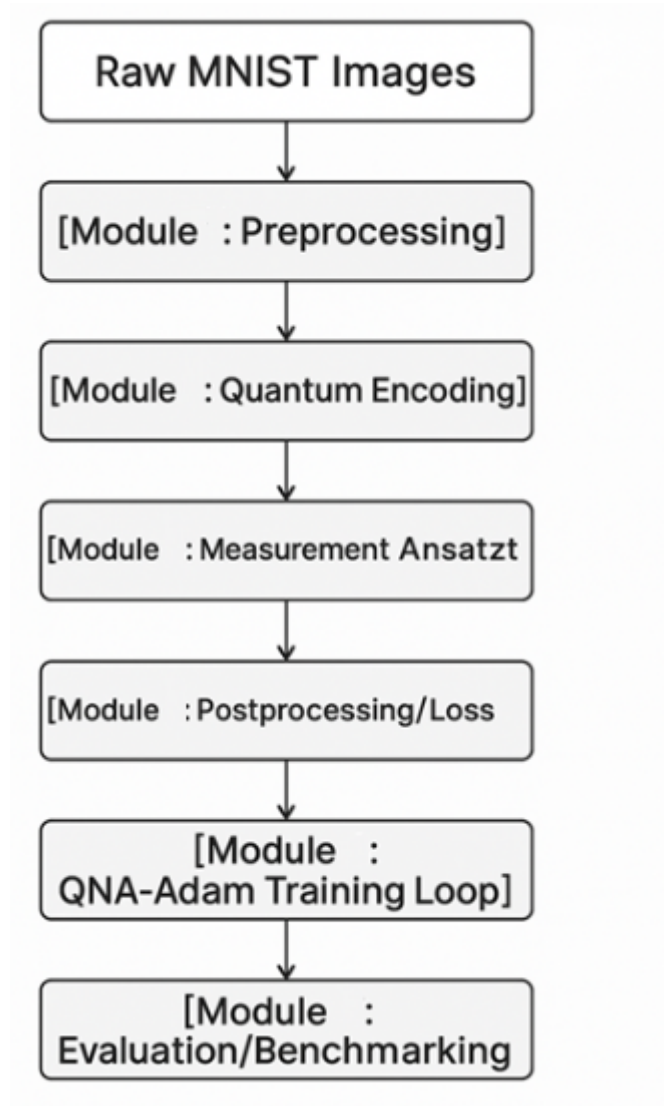 Raw MNIST Images
[Module : Preprocessing]
[Module : Quantum Encoding]
[Module : Measurement Ansatzt
[Module : Postprocessing/Loss
[Module :
QNA-Adam Training Loop]
[Module :
Evaluation/Benchmarking